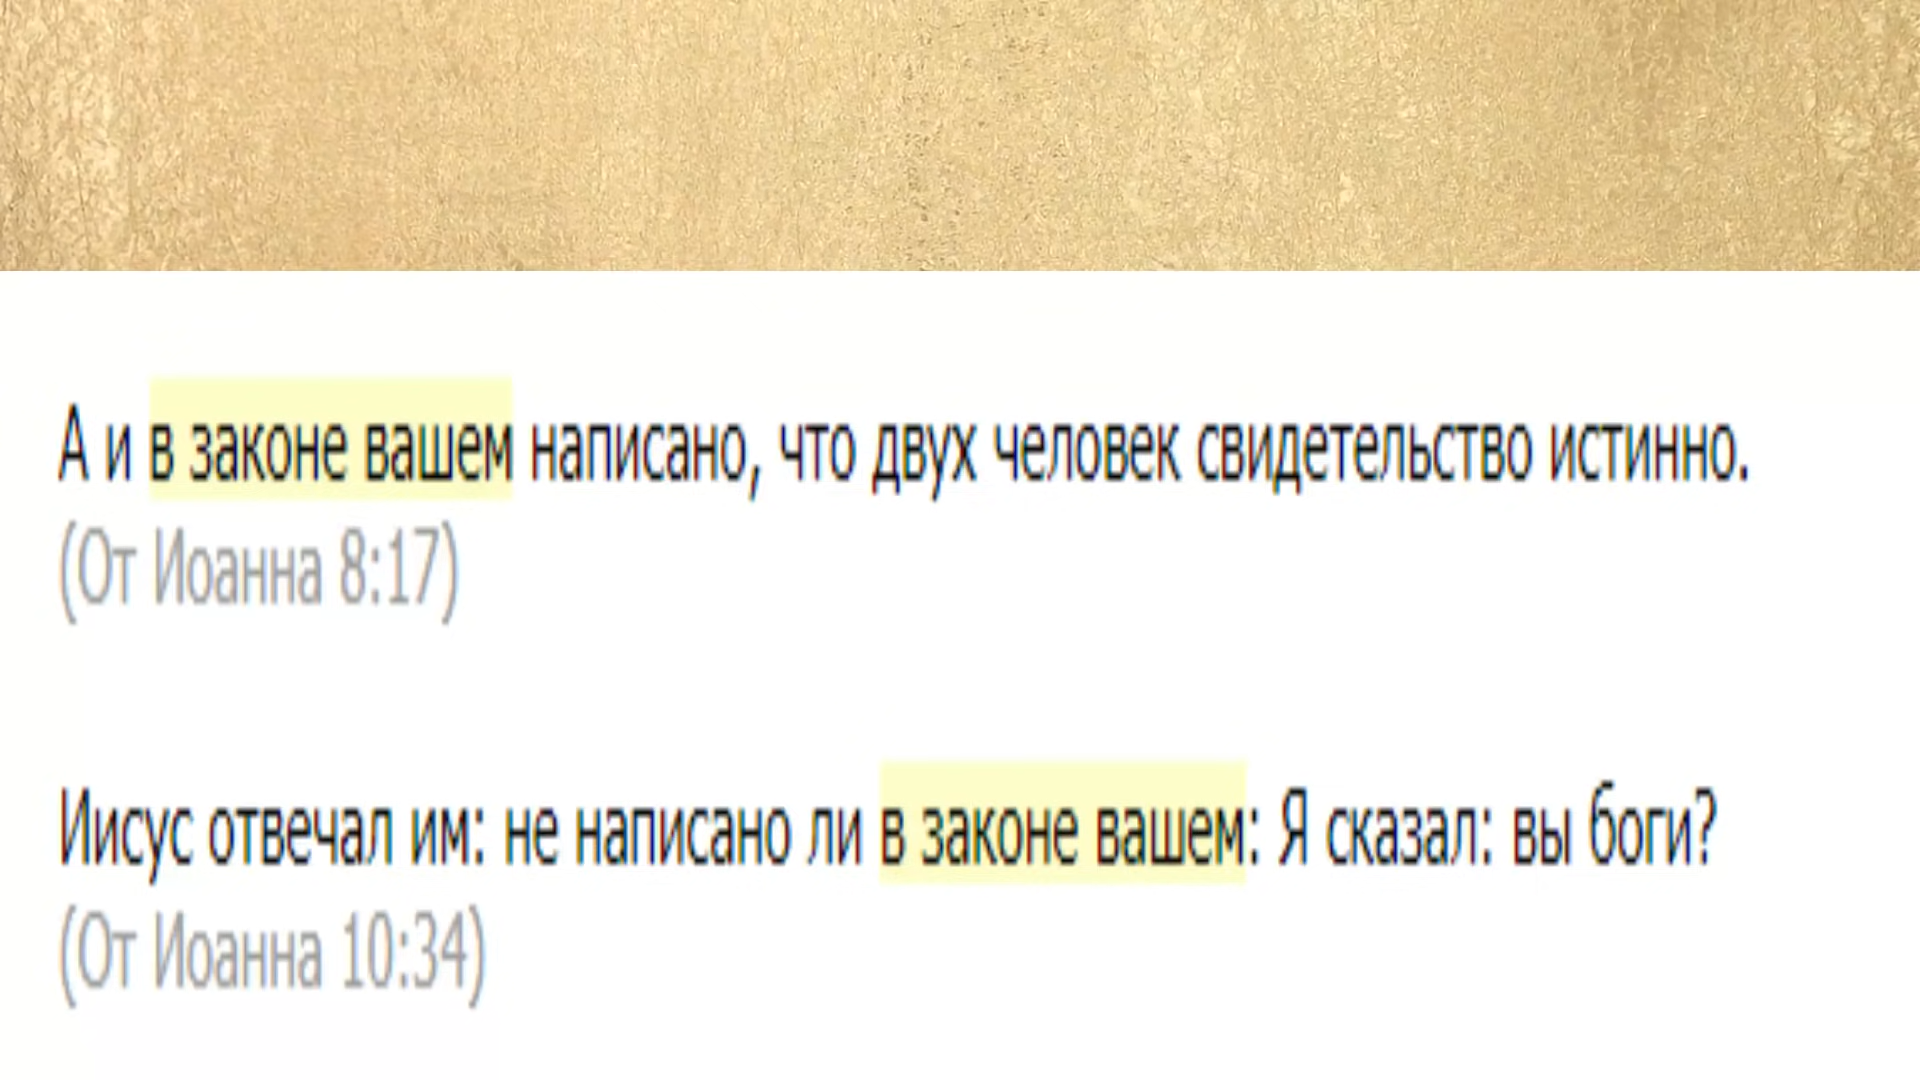 А и в законе вашем написано, что двух человек свидетельство истинно.
(От Иоанна 8:17)
Иисус отвечал им: не написано ли в законе вашем: Я сказал: вы боги?
(От Иоанна 10:34)